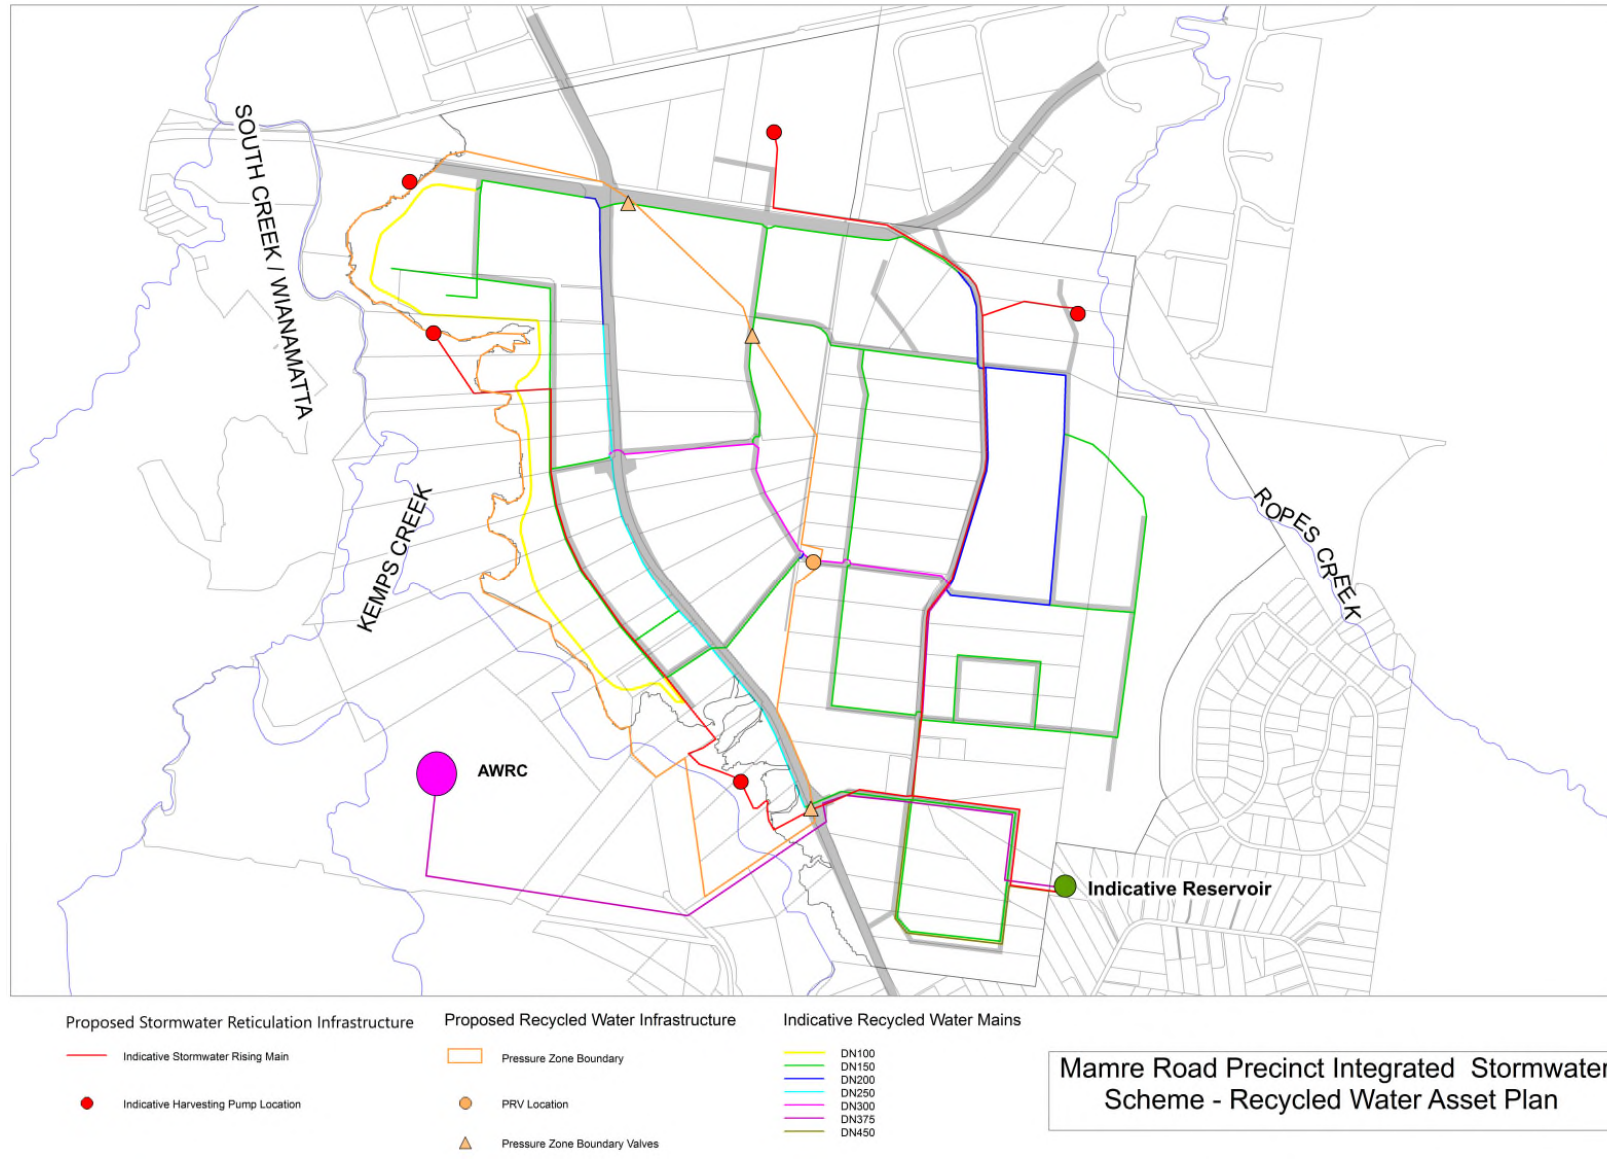 SOUTH CREEK / WIANAMATTA
KEMPS CREEK
ROPES CREEK
AWRC
Indicative Reservoir
Proposed Stormwater Reticulation Infrastructure
Indicative Stormwater Rising Main
Indicative Harvesting Pump Location
Proposed Recycled Water Infrastructure
Pressure Zone Boundary
PRV Location
Pressure Zone Boundary Valves
Indicative Recycled Water Mains
DN100
DN150
DN200
DN250
DN300
DN375
DN450
Mamre Road Precinct Integrated Stormwater
Scheme - Recycled Water Asset Plan